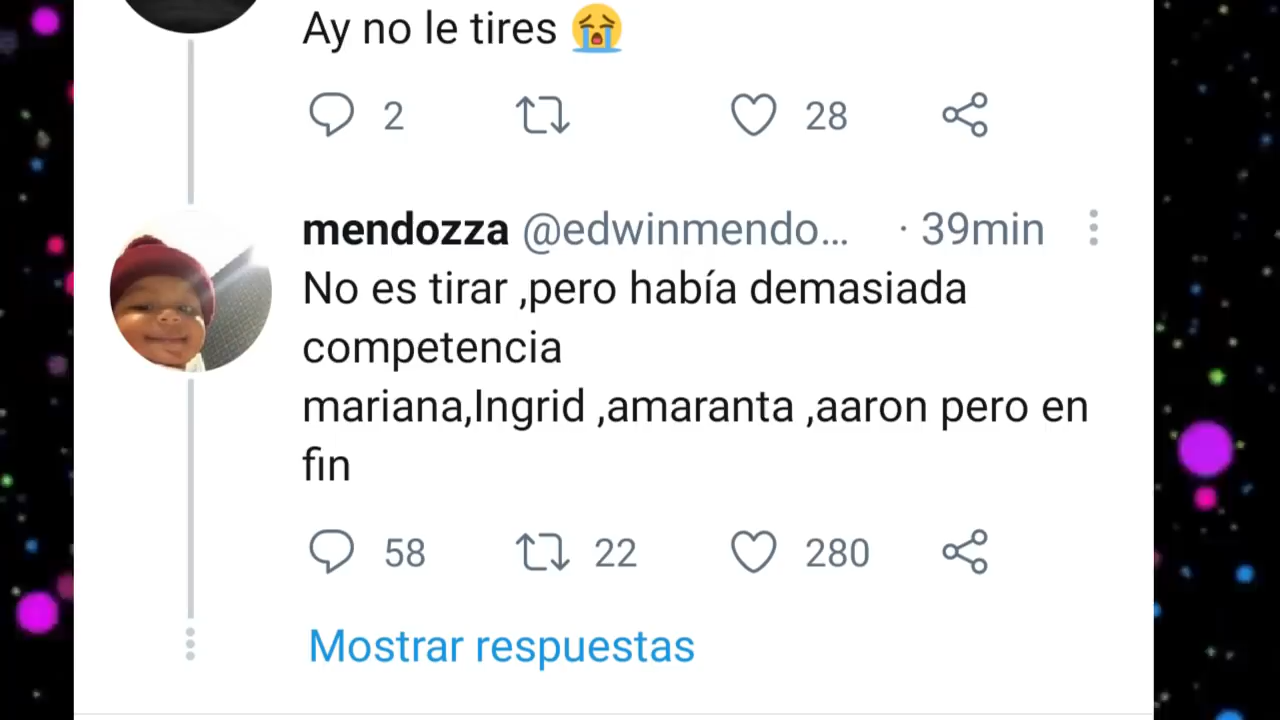 Ay no le tires 😭
2 28
mendozza @edwinmendo... · 39min
No es tirar ,pero había demasiada
competencia
mariana,Ingrid ,amaranta ,aaron pero en
fin
58 22 280
Mostrar respuestas